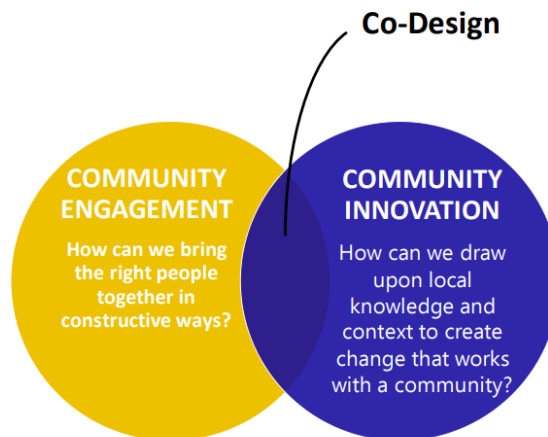 Co-Design
COMMUNITY
ENGAGEMENT
How can we bring
the right people
together in
constructive ways?
COMMUNITY
INNOVATION
How can we draw
upon local
knowledge and
context to create
change that works
with a community?